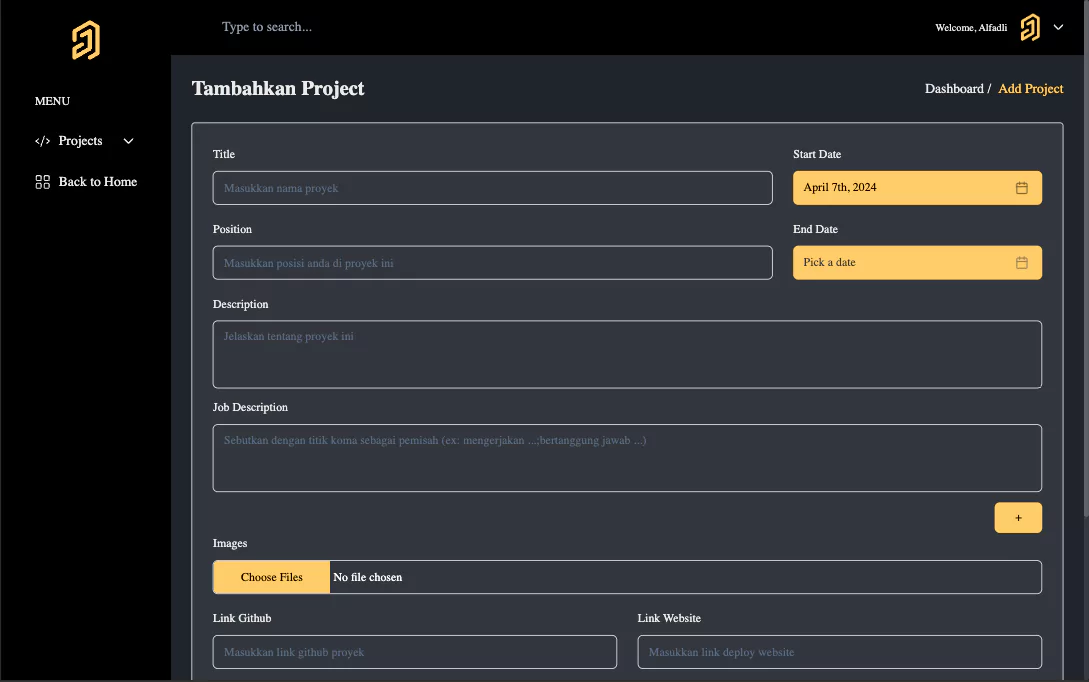 Type to search...
Welcome, Alfadli
MENU
</> Projects
Back to Home
Tambahkan Project
Dashboard / Add Project
Title
Masukkan nama proyek
Start Date
April 7th, 2024
Position
Masukkan posisi anda di proyek ini
End Date
Pick a date
Description
Jelaskan tentang proyek ini
Job Description
Sebutkan dengan titik koma sebagai pemisah (ex: mengerjakan ...;bertanggung jawab ...)
+
Images
Choose Files No file chosen
Link Github
Masukkan link github proyek
Link Website
Masukkan link deploy website